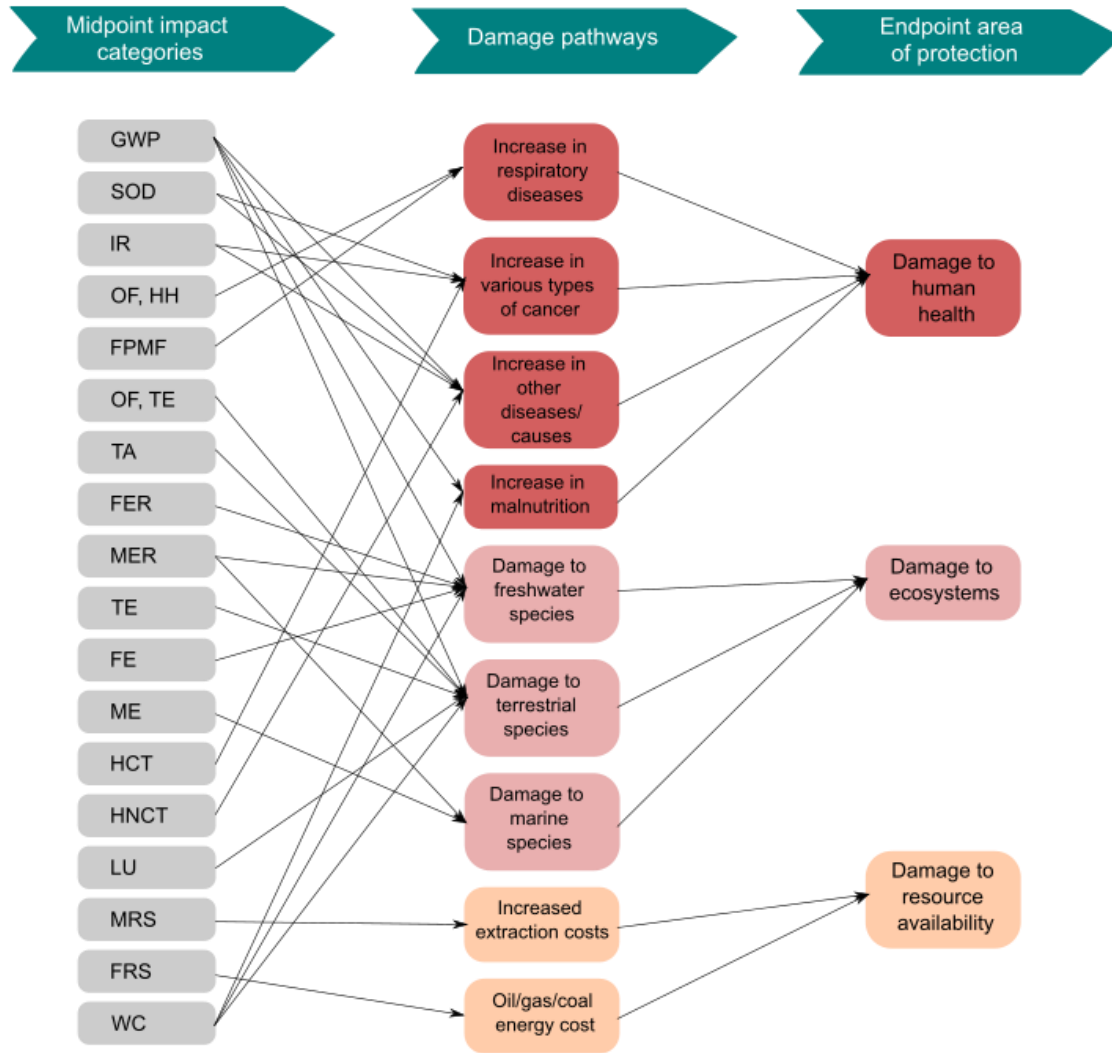 Midpoint impact
categories
Damage pathways
Endpoint area
of protection
GWP
SOD
IR
OF, HH
FPMF
OF, TE
TA
FER
MER
TE
FE
ME
HCT
HNCT
LU
MRS
FRS
WC
Increase in
respiratory
diseases
Increase in
various types
of cancer
Increase in
other
diseases/
causes
Increase in
malnutrition
Damage to
freshwater
species
Damage to
terrestrial
species
Damage to
marine
species
Increased
extraction costs
Oil/gas/coal
energy cost
Damage to
human
health
Damage to
ecosystems
Damage to
resource
availability